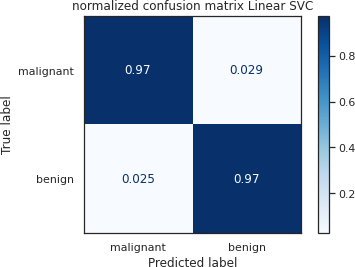 normalized confusion matrix Linear SVC
malignant
0.97
0.029
0.8
0.6
True label
0.4
benign
0.025
0.97
0.2
malignant
benign
Predicted label